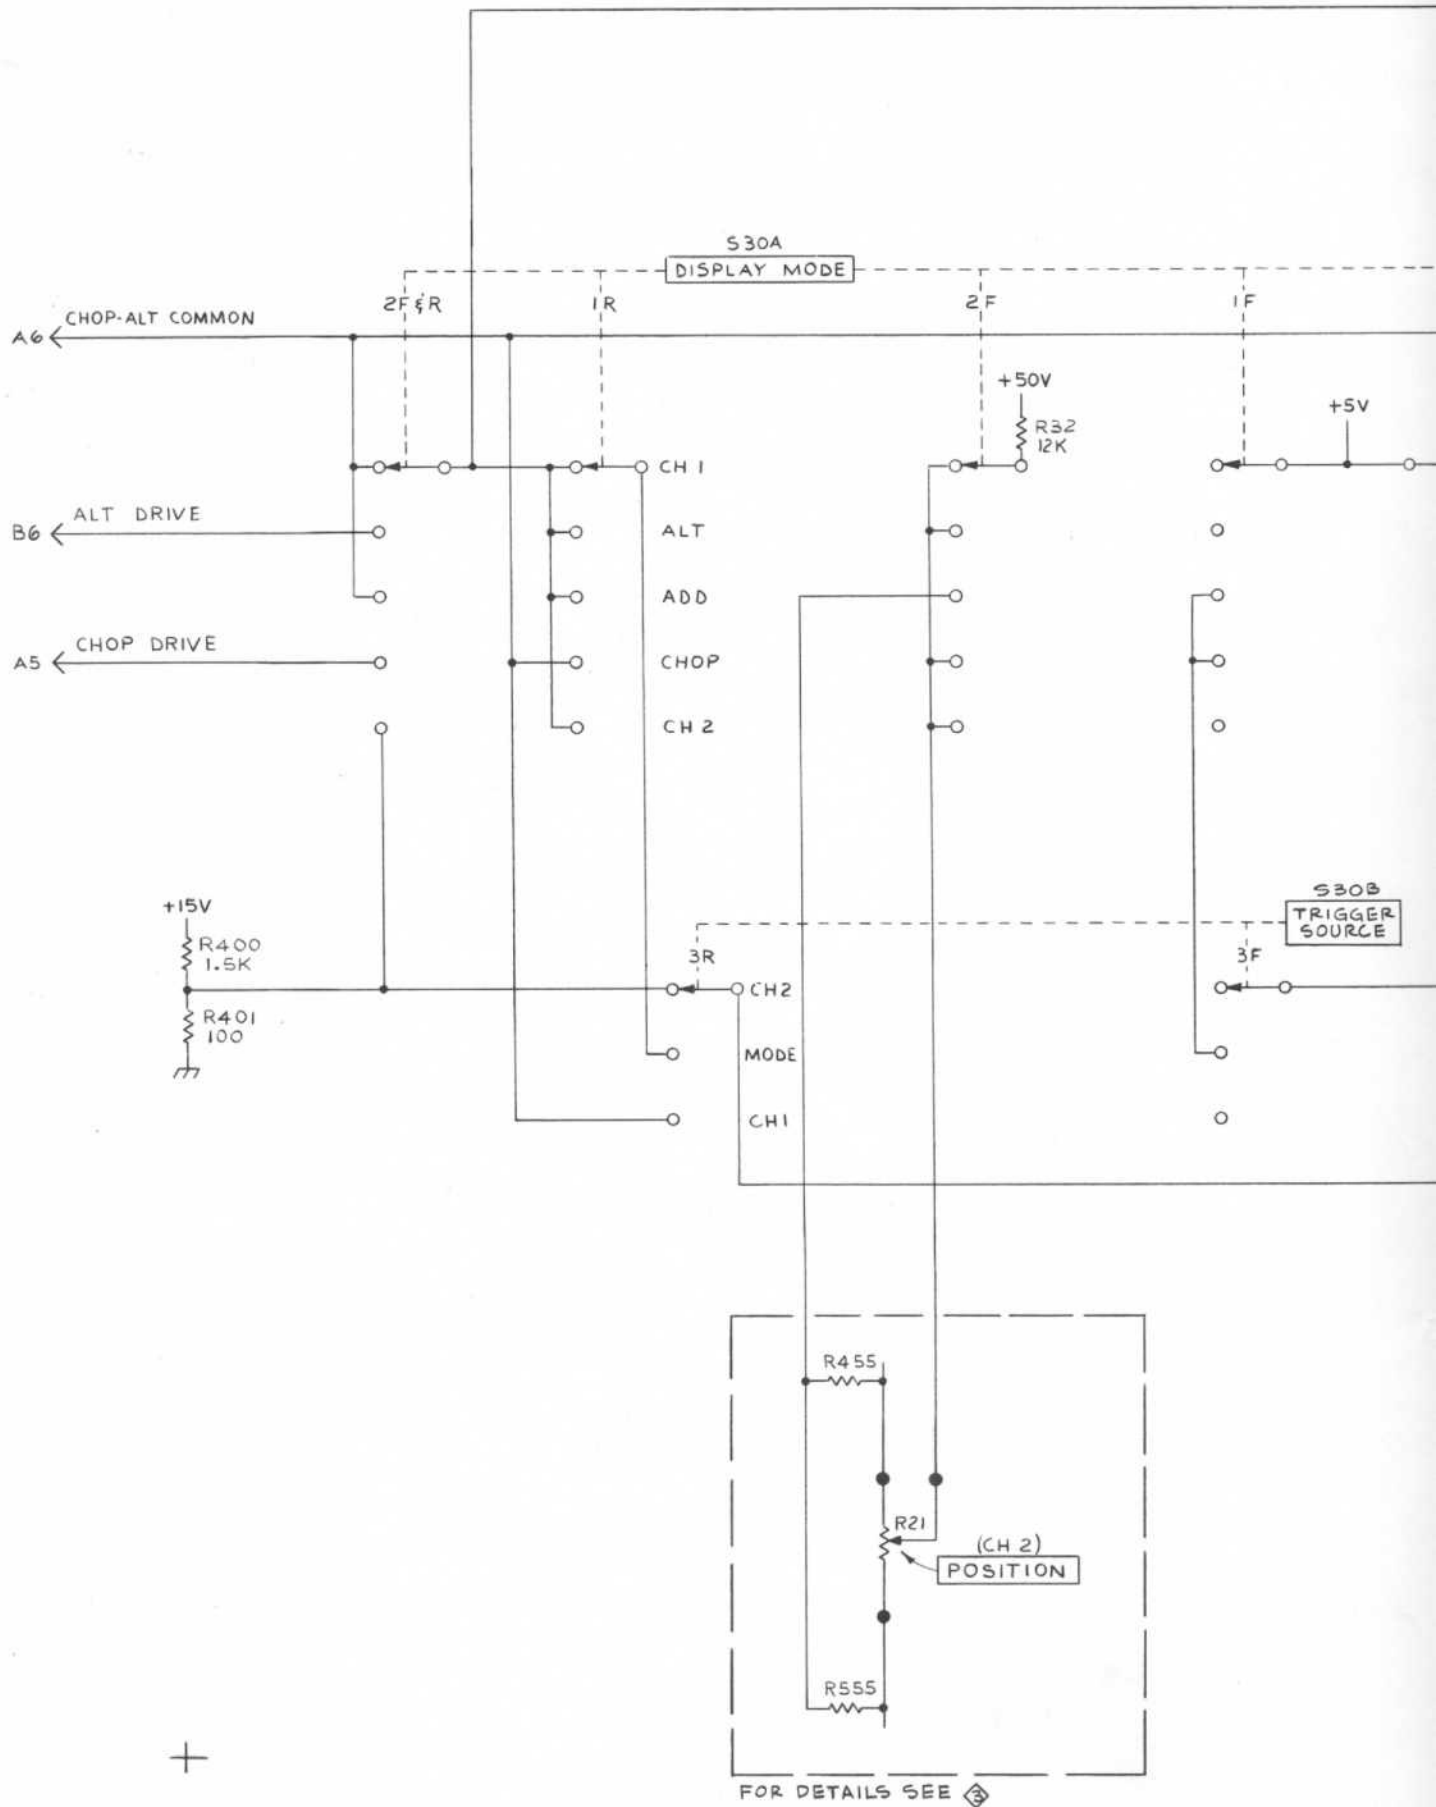 S30A
DISPLAY MODE
2F & R
1R
2F
1F
CHOP-ALT COMMON
A6
+50V
R32
12K
+5V
CH 1
ALT DRIVE
B6
ALT
ADD
CHOP DRIVE
A5
CHOP
CH 2
S30B
TRIGGER
SOURCE
+15V
R400
1.5K
3R
3F
CH2
R401
100
MODE
CH1
R455
R21
(CH 2)
POSITION
R555
FOR DETAILS SEE 3